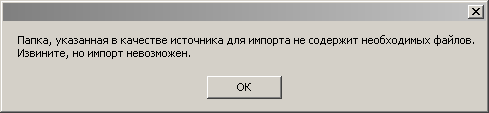 Папка, указанная в качестве источника для импорта не содержит необходимых файлов.
Извините, но импорт невозможен.
OK